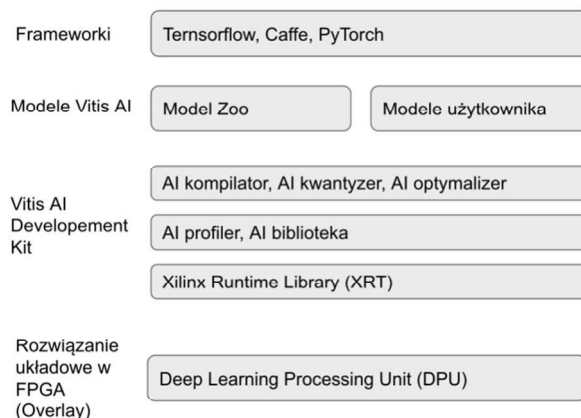 Frameworki
Ternsorflow, Caffe, PyTorch
Modele Vitis AI
Model Zoo
Modele użytkownika
Vitis AI
Developement
Kit
AI kompilator, AI kwantyzer, AI optymalizer
AI profiler, AI biblioteka
Xilinx Runtime Library (XRT)
Rozwiązanie
układowe w
FPGA
(Overlay)
Deep Learning Processing Unit (DPU)